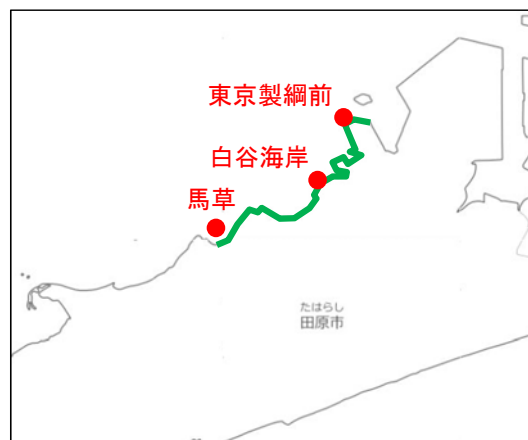 東京製綱前
白谷海岸
馬草
たはらし
田原市